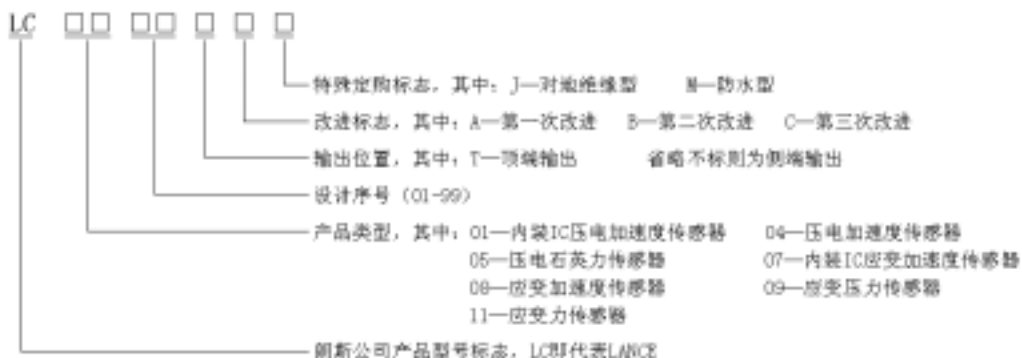 LC □□ □□ □ □ □
特殊定购标志，其中：J—对地绝缘型 M—防水型
改进标志，其中：A—第一次改进 B—第二次改进 C—第三次改进
输出位置，其中：T—顶端输出 省略不标则为侧端输出
设计序号（01-99）
产品类型，其中：01—内装IC压电加速度传感器 04—压电加速度传感器
05—压电石英力传感器 07—内装IC应变加速度传感器
08—应变加速度传感器 09—应变压力传感器
11—应变力传感器
朗斯公司产品型号标志，LC即代表LANCE